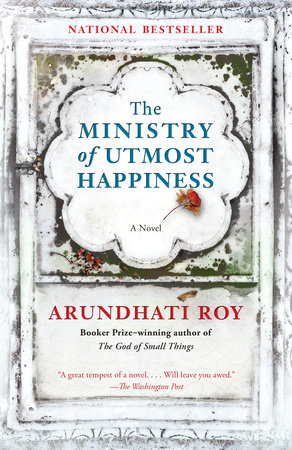 NATIONAL BESTSELLER
The
MINISTRY
of UTMOST
HAPPINESS
A Novel
ARUNDHATI ROY
Booker Prize–winning author of
The God of Small Things
“A great tempest of a novel. . . . Will leave you awed.”
—The Washington Post